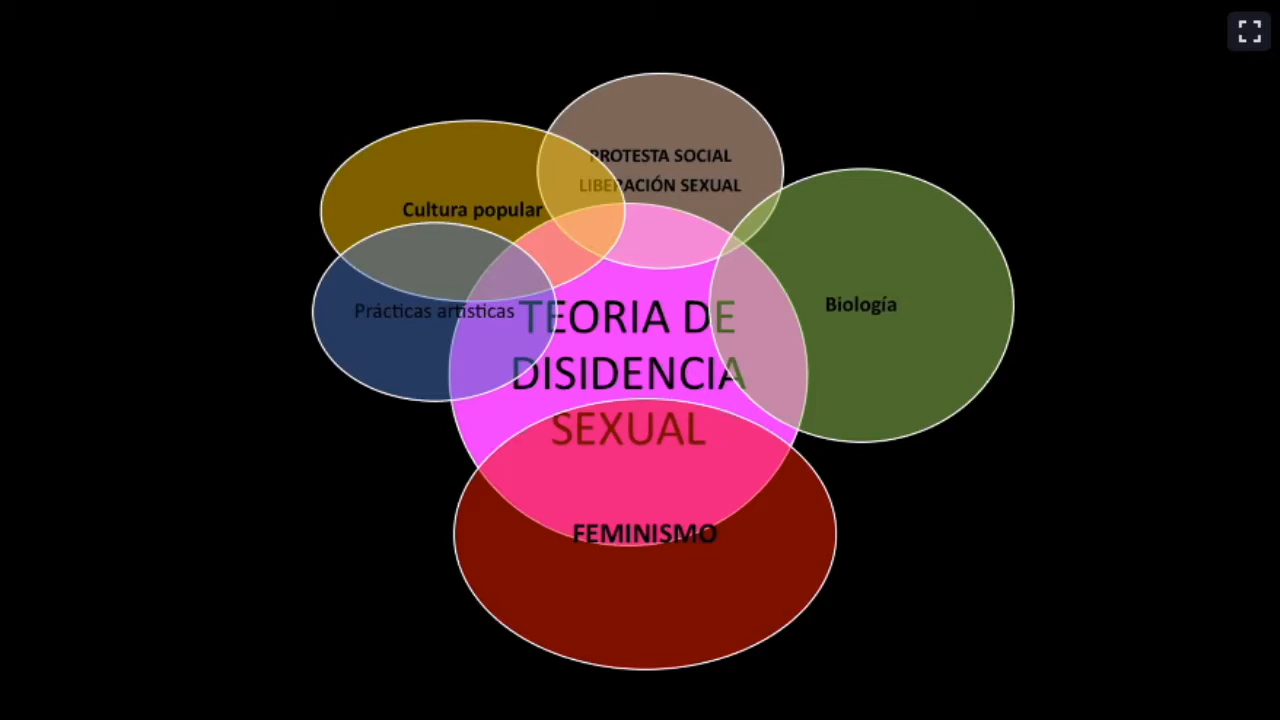 PROTESTA SOCIAL
LIBERACIÓN SEXUAL
Cultura popular
Prácticas artísticas
TEORIA DE
DISIDENCIA
SEXUAL
Biología
FEMINISMO